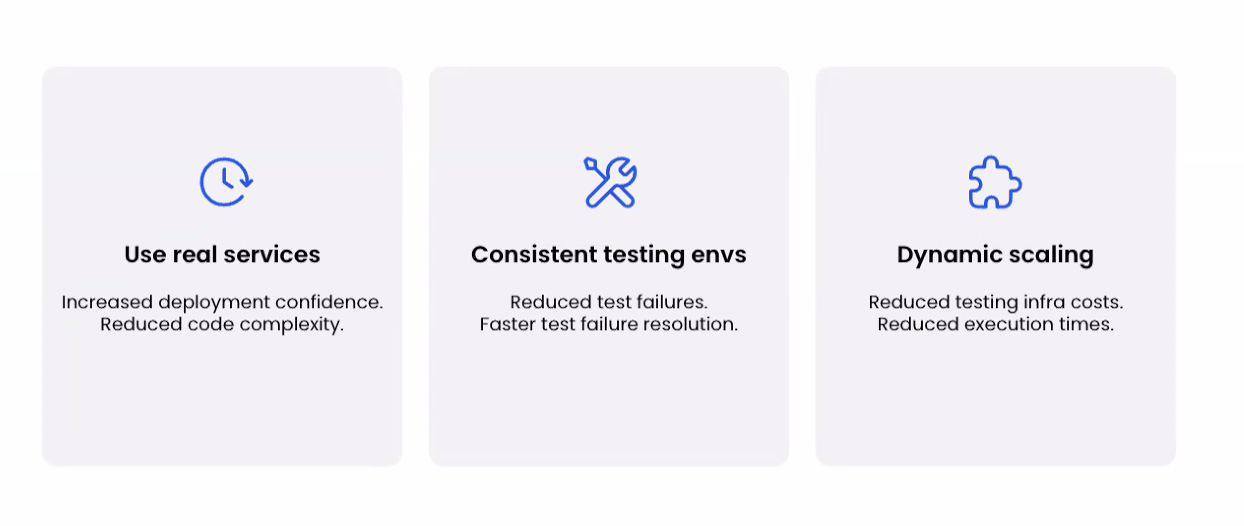 Use real services
Increased deployment confidence.
Reduced code complexity.
Consistent testing envs
Reduced test failures.
Faster test failure resolution.
Dynamic scaling
Reduced testing infra costs.
Reduced execution times.